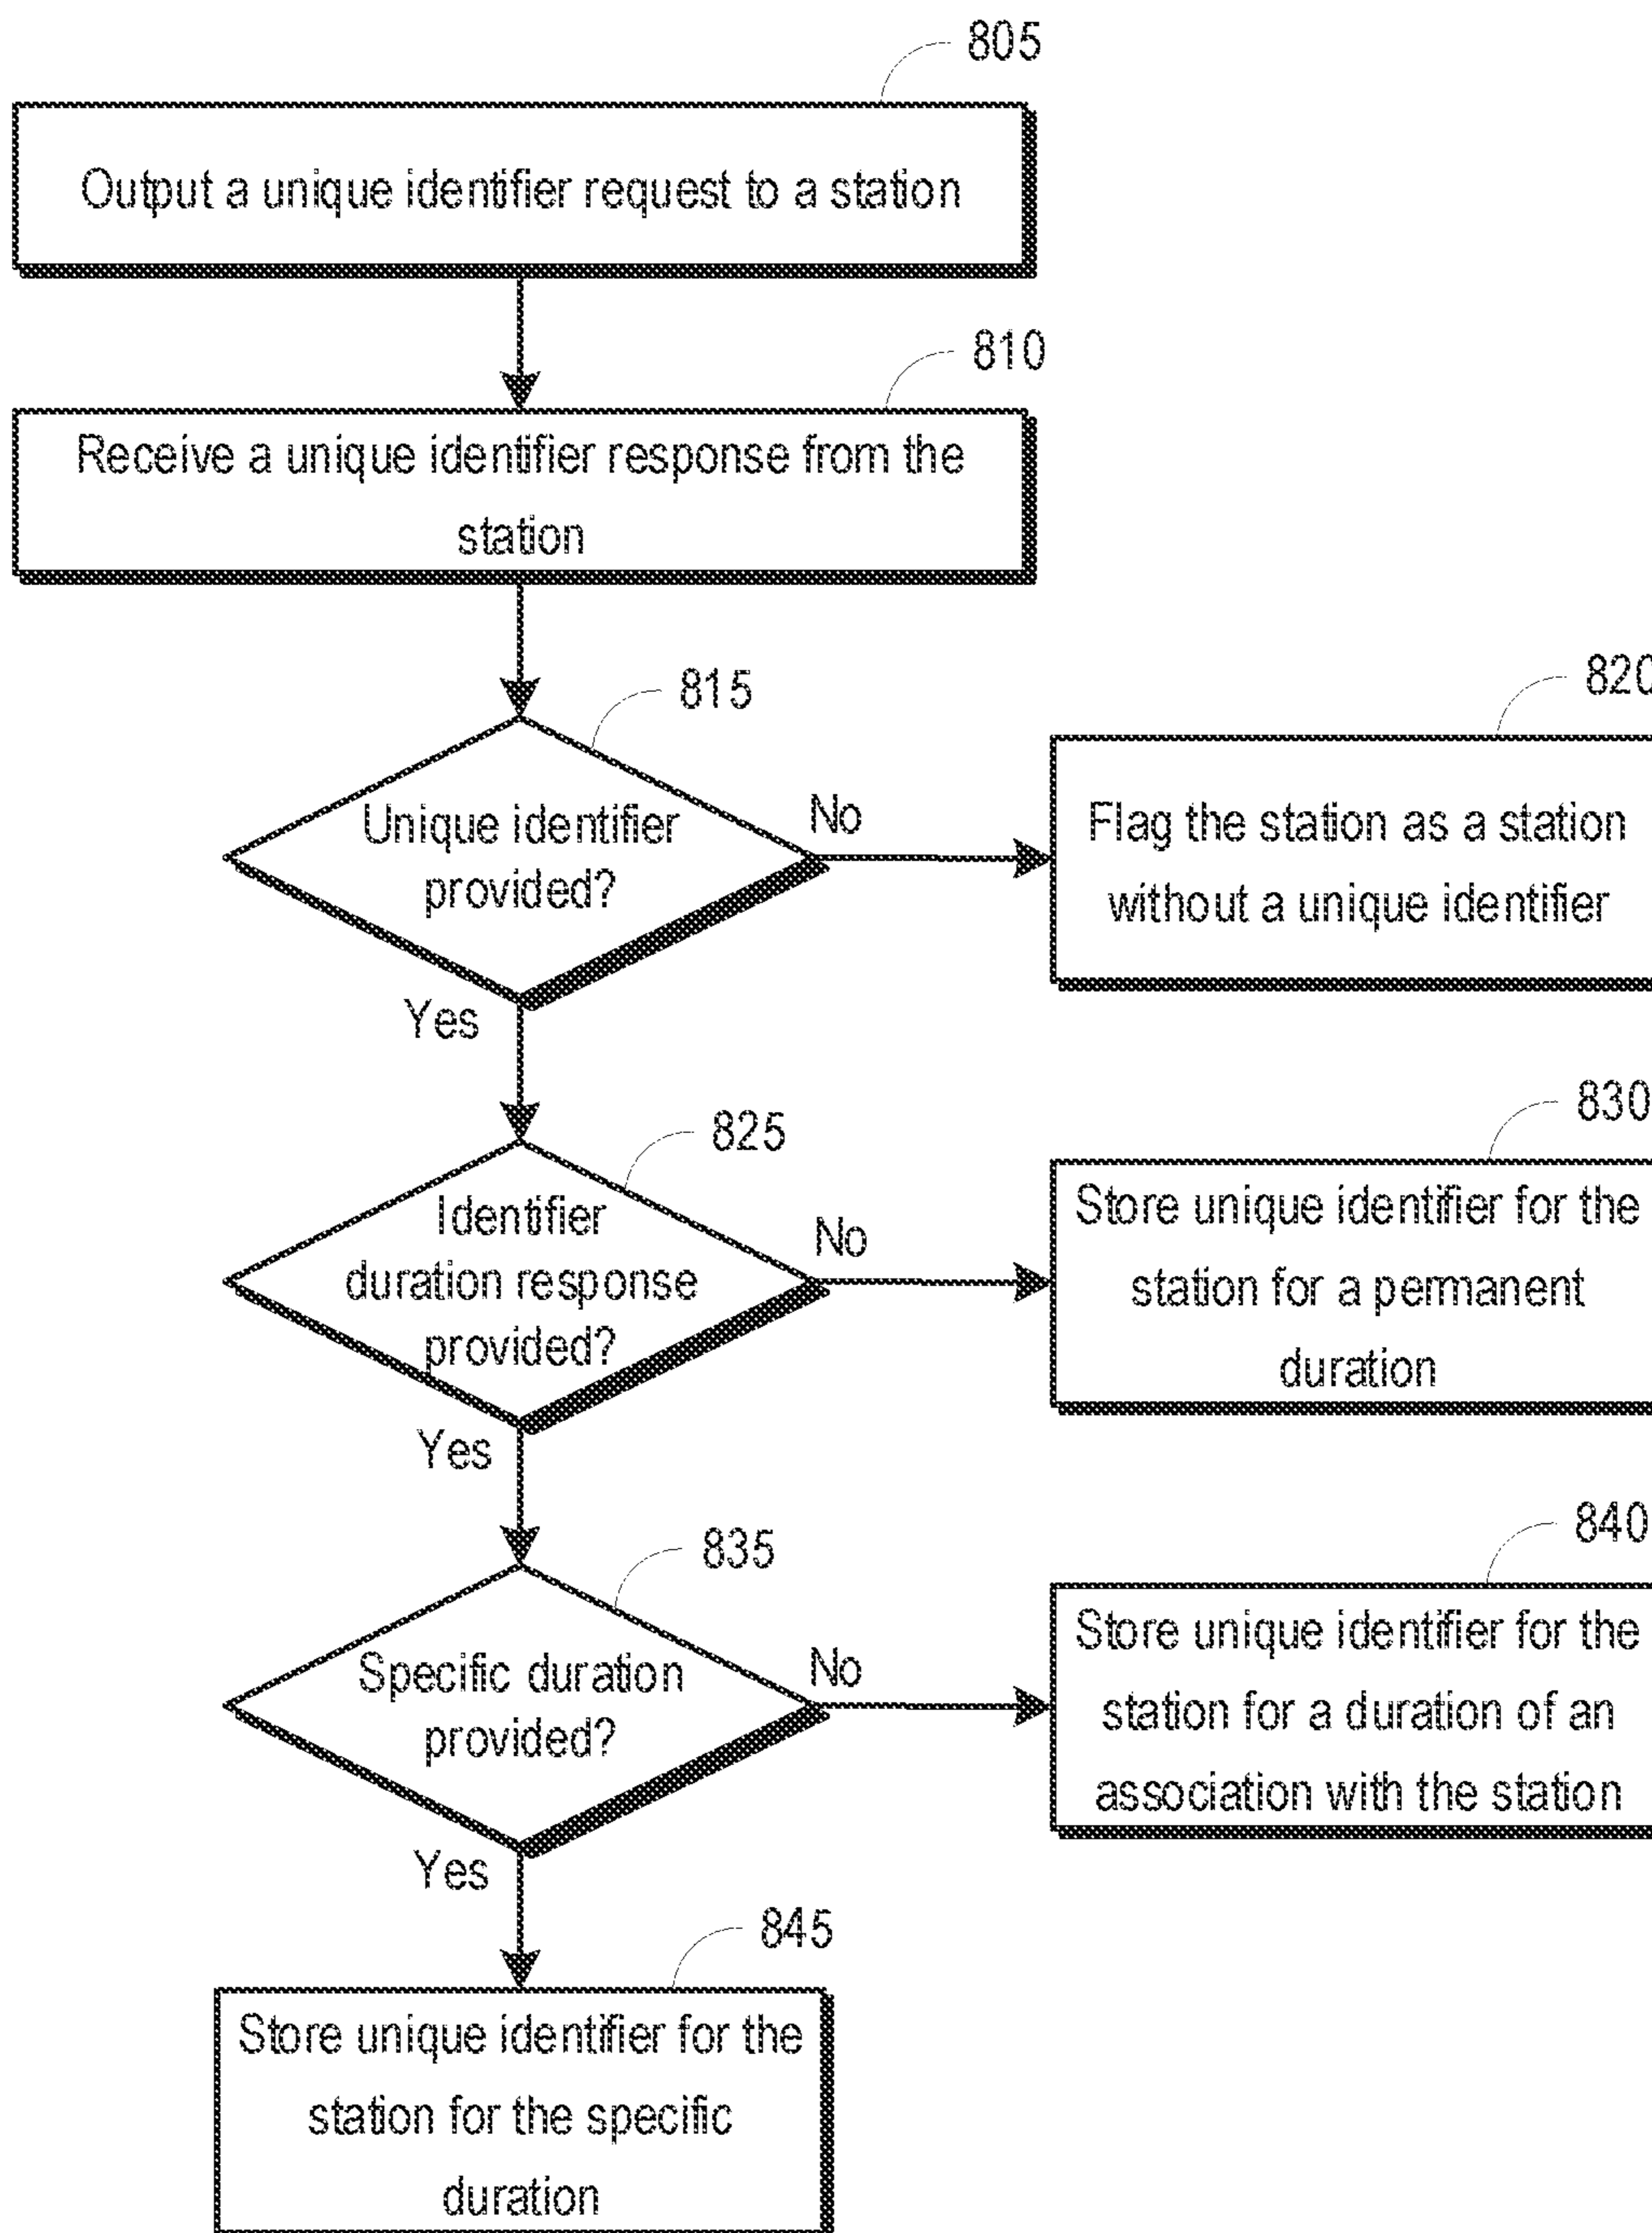 805
Output a unique identifier request to a station
810
Receive a unique identifier response from the
station
815
820
Unique identifier
provided?
No
Flag the station as a station
without a unique identifier
Yes
825
830
Identifier
duration response
provided?
No
Store unique identifier for the
station for a permanent
duration
Yes
835
840
Specific duration
provided?
No
Store unique identifier for the
station for a duration of an
association with the station
Yes
845
Store unique identifier for the
station for the specific
duration